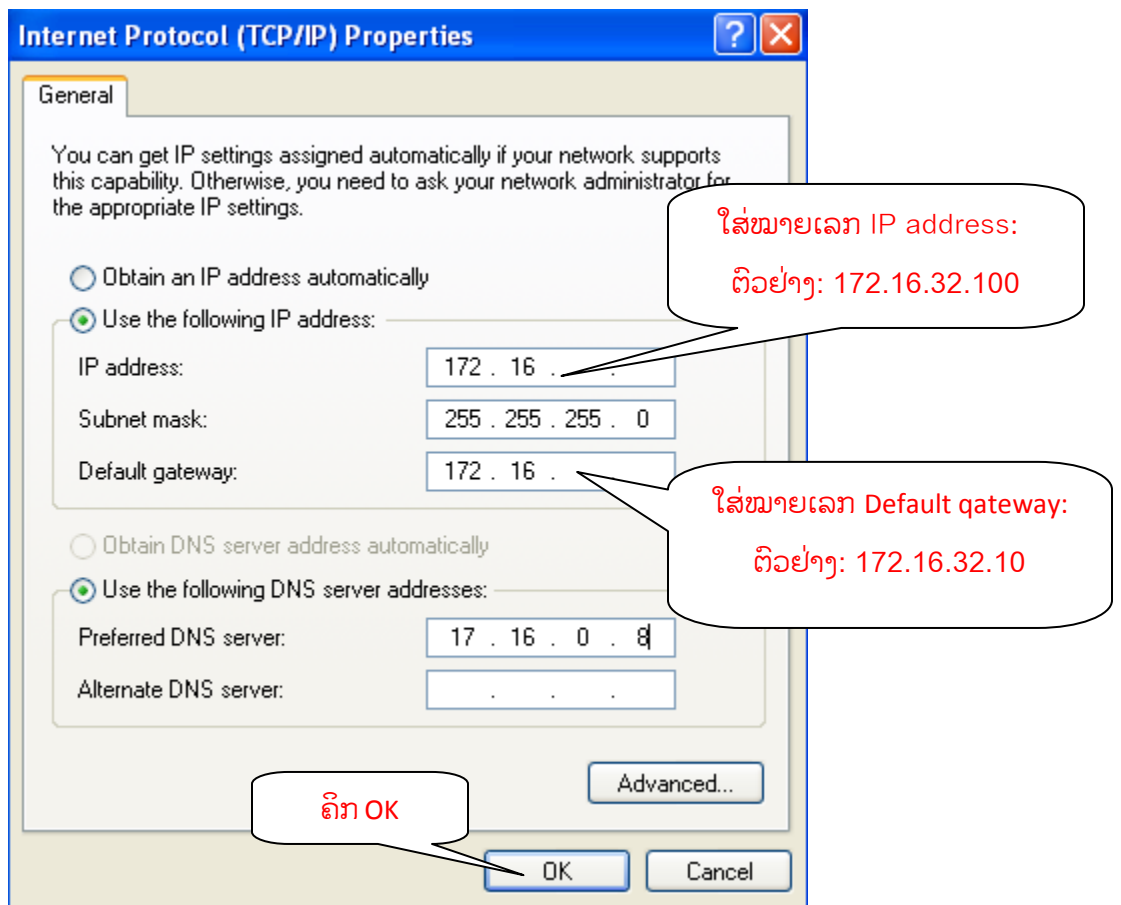 Internet Protocol (TCP/IP) Properties
General
You can get IP settings assigned automatically if your network supports
this capability. Otherwise, you need to ask your network administrator for
the appropriate IP settings.
ໃສ່ໝາຍເລກ IP address:
ຕົວຢ່າງ: 172.16.32.100
Obtain an IP address automatically
Use the following IP address:
IP address: 172 . 16 . .
Subnet mask: 255 . 255 . 255 . 0
Default gateway: 172 . 16 .
ໃສ່ໝາຍເລກ Default qateway:
ຕົວຢ່າງ: 172.16.32.10
Obtain DNS server address automatically
Use the following DNS server addresses:
Preferred DNS server: 17 . 16 . 0 . 8
Alternate DNS server: . . .
Advanced...
ຄິກ OK
OK Cancel